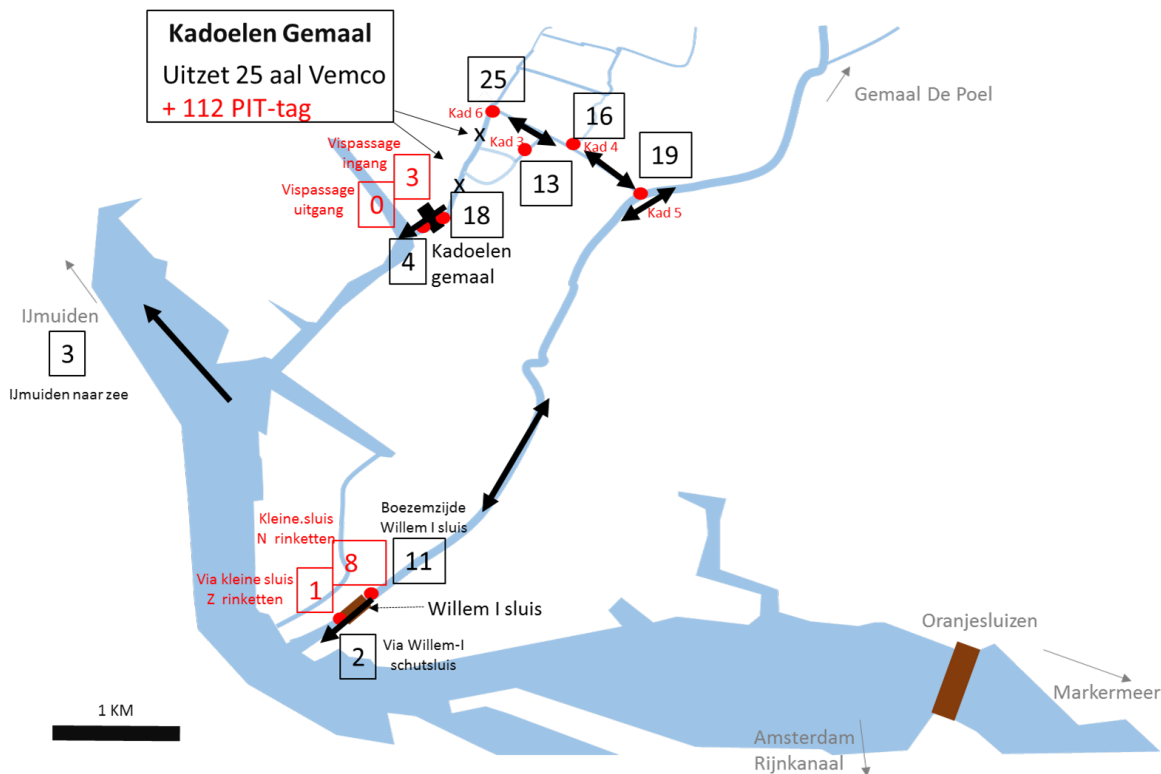 Kadoelen Gemaal
Uitzet 25 aal Vemco
+ 112 PIT-tag
25
Kad 6
16
Kad 3
Kad 4
Gemaal De Poel
19
13
Kad 5
Vispassage
ingang
3
Vispassage
uitgang
0
18
4
Kadoelen
gemaal
IJmuiden
3
IJmuiden naar zee
Kleine.sluis
N rinketten
8
Boezemzijde
Willem I sluis
11
Via kleine sluis
Z rinketten
1
Willem I sluis
2
Via Willem-I
schutsluis
Oranjesluizen
Markermeer
1 KM
Amsterdam
Rijnkanaal